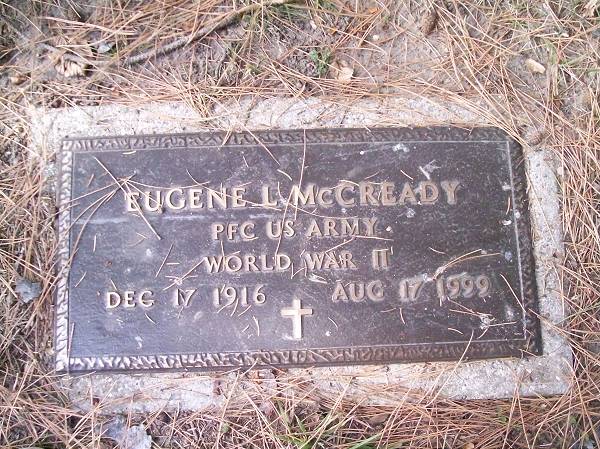 EUGENE L McCREADY
PFC US ARMY
WORLD WAR II
DEC 17 1916 AUG 17 1999